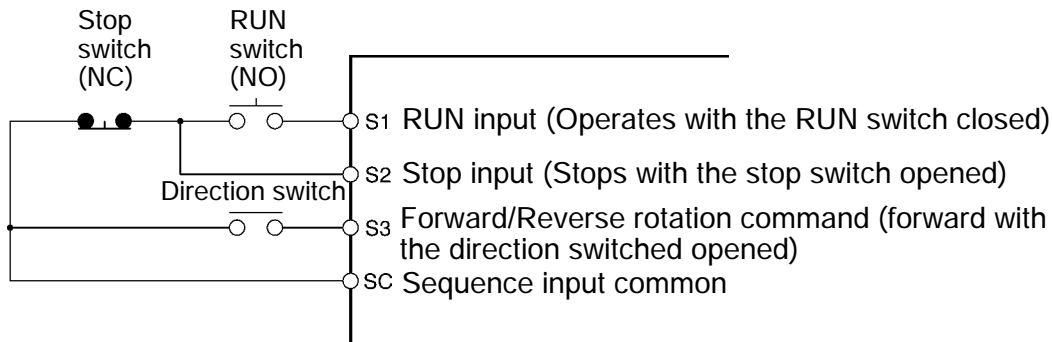 Stop
switch
(NC)
RUN
switch
(NO)
S1 RUN input (Operates with the RUN switch closed)
S2 Stop input (Stops with the stop switch opened)
Direction switch
S3 Forward/Reverse rotation command (forward with
the direction switched opened)
SC Sequence input common